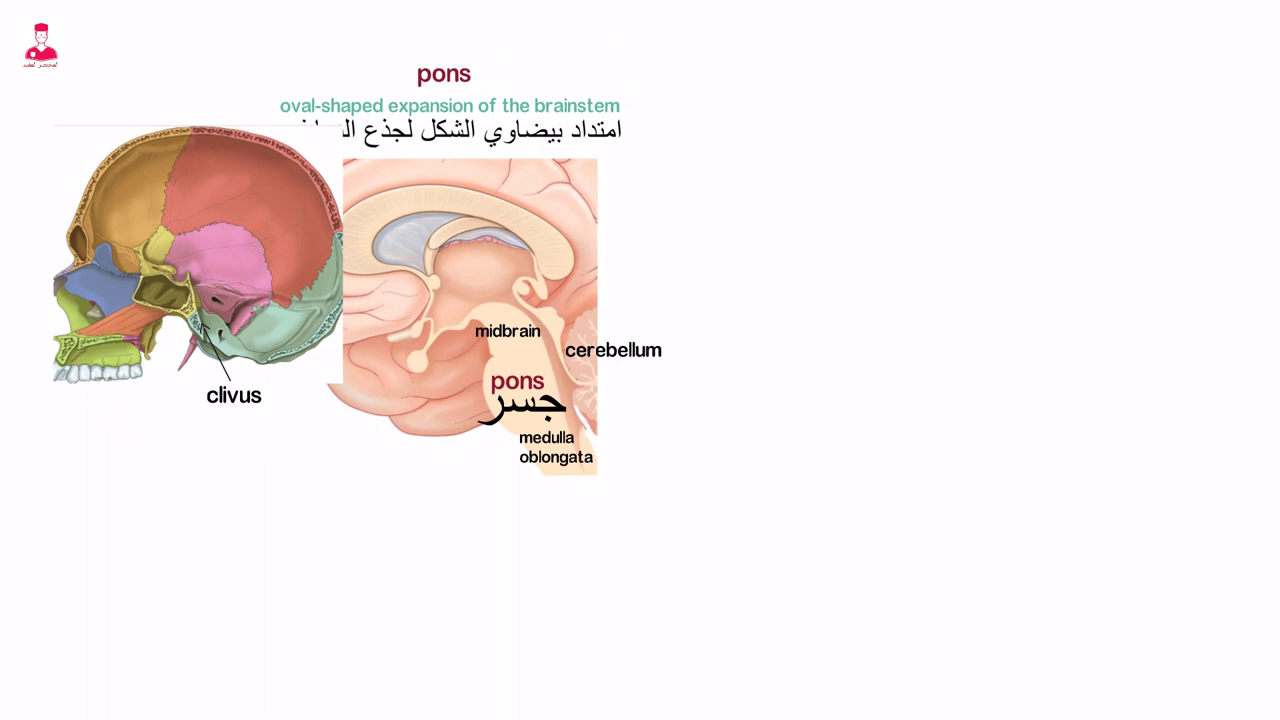 pons
oval-shaped expansion of the brainstem
امتداد بيضاوي الشكل لجذع
midbrain
cerebellum
pons
جسر
clivus
medulla
oblongata